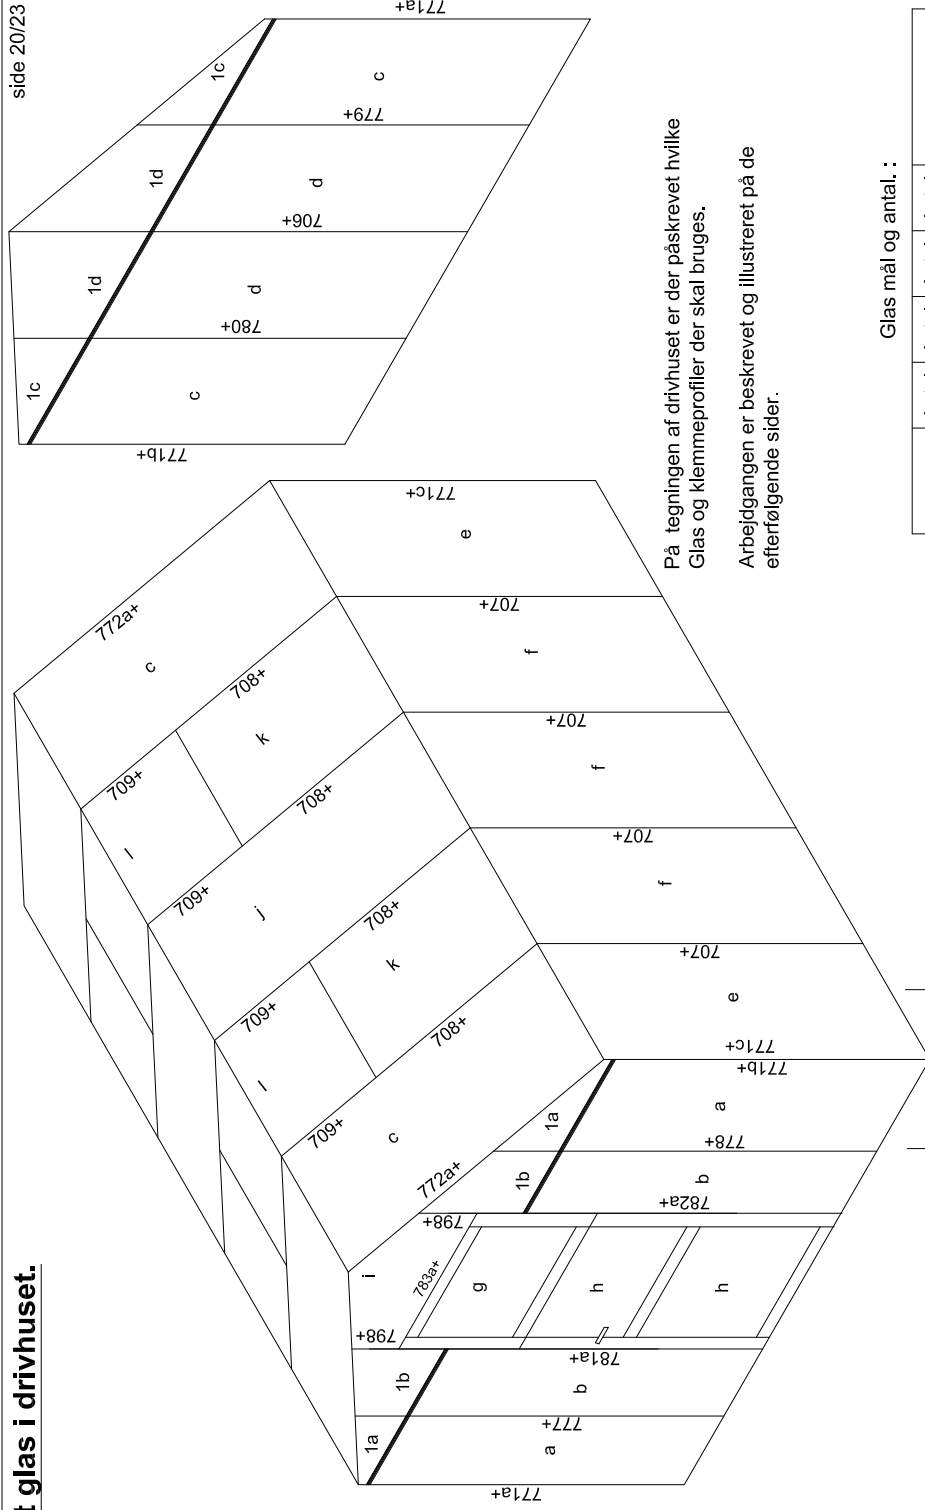 t glas i drivhuset.
side 20/23
1c
1d
1d
1c
c
d
d
c
771b+
780+
706+
779+
771a+
772a+
c
709+
708+
l
k
709+
708+
j
709+
708+
l
k
709+
708+
c
772a+
771c+
e
707+
f
707+
f
707+
f
707+
e
771c+
i
798+
798+
783a+
g
h
h
1a
1b
1b
1a
a
b
b
a
771a+
777+
781a+
782a+
778+
771b+
På tegningen af drivhuset er der påskrevet hvilke
Glas og klemmeprofiler der skal bruges.
Arbejdgangen er beskrevet og illustreret på de
efterfølgende sider.
Glas mål og antal. :